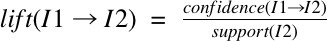 lift(I1 → I2) = confidence(I1→I2) / support(I2)